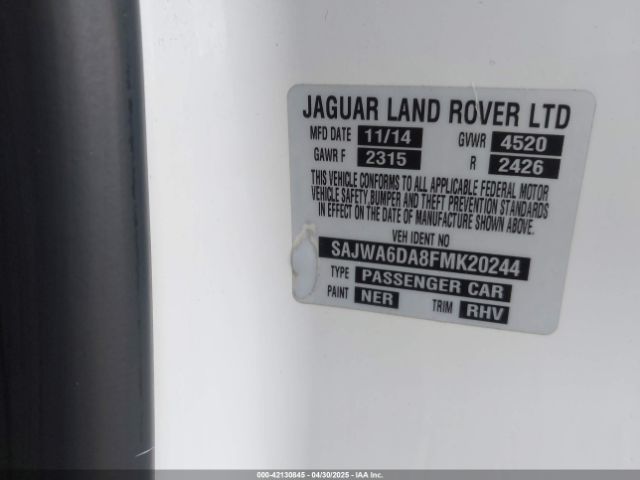 JAGUAR LAND ROVER LTD
MFD DATE 11/14 GVWR 4520
GAWR F 2315 R 2426
THIS VEHICLE CONFORMS TO ALL APPLICABLE FEDERAL MOTOR
VEHICLE SAFETY, BUMPER AND THEFT PREVENTION STANDARDS
IN EFFECT ON THE DATE OF MANUFACTURE SHOWN ABOVE.
VEH IDENT NO
SAJWA6DA8FMK20244
TYPE PASSENGER CAR
PAINT NER TRIM RHV
000-42130845 - 04/30/2025 - IAA Inc.